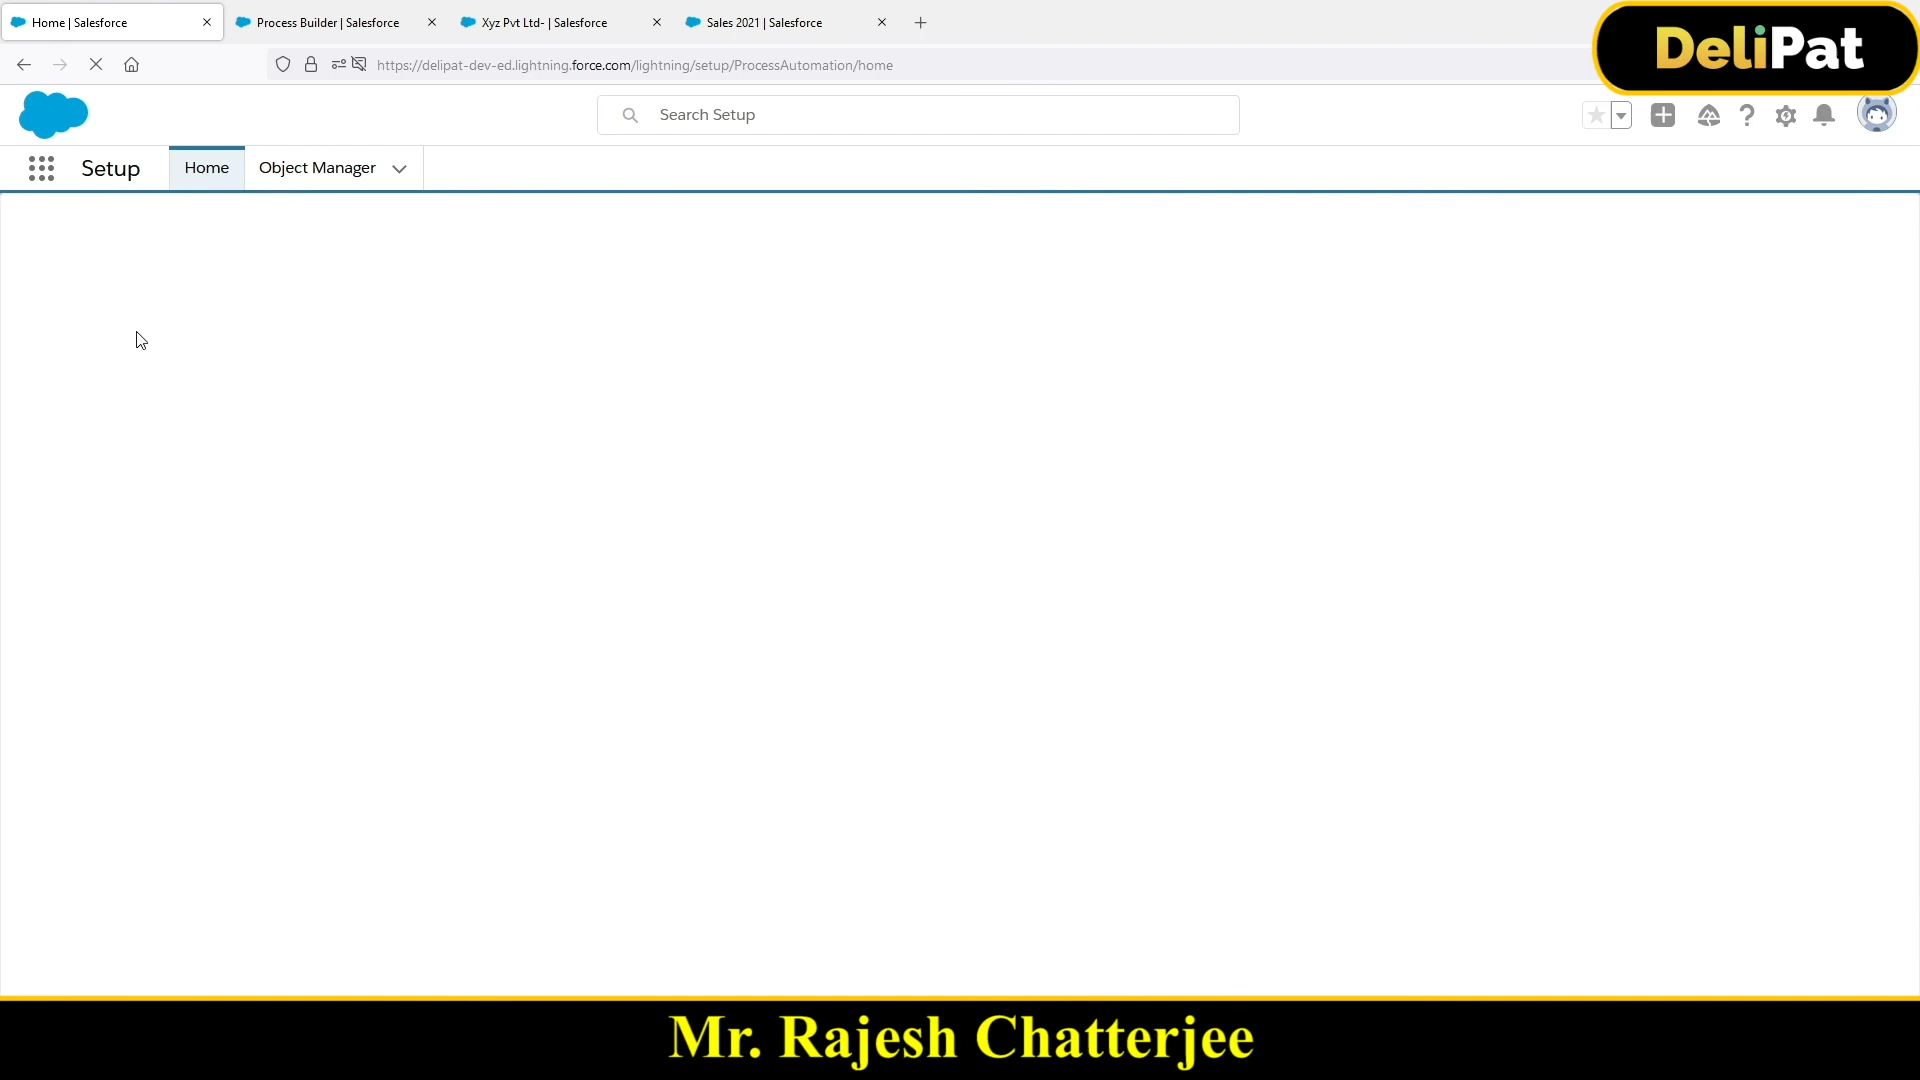 Home | Salesforce
Process Builder | Salesforce
Xyz Pvt Ltd- | Salesforce
Sales 2021 | Salesforce
https://delipat-dev-ed.lightning.force.com/lightning/setup/ProcessAutomation/home
DeliPat
Search Setup
Setup
Home
Object Manager
Mr. Rajesh Chatterjee